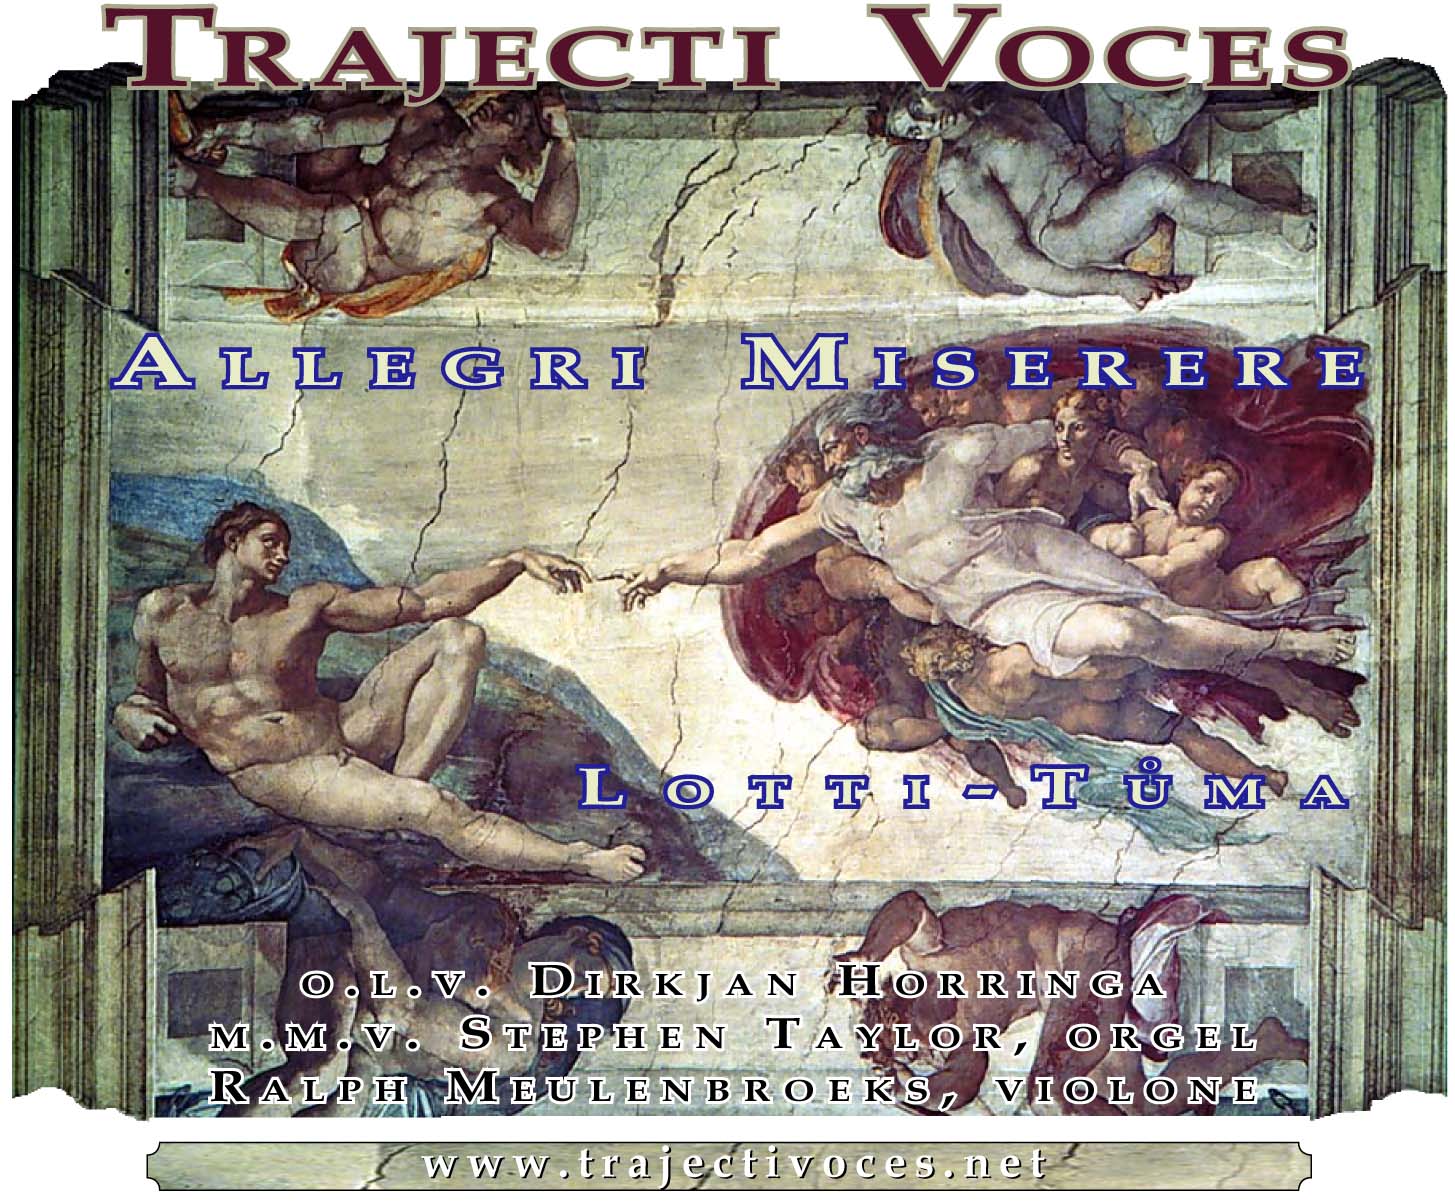 Trajecti Voces
Allegri Miserere
Lotti-Tůma
o.l.v. Dirkjan Horringa
m.m.v. Stephen Taylor, orgel
Ralph Meulenbroeks, violone
www.trajectivoces.net